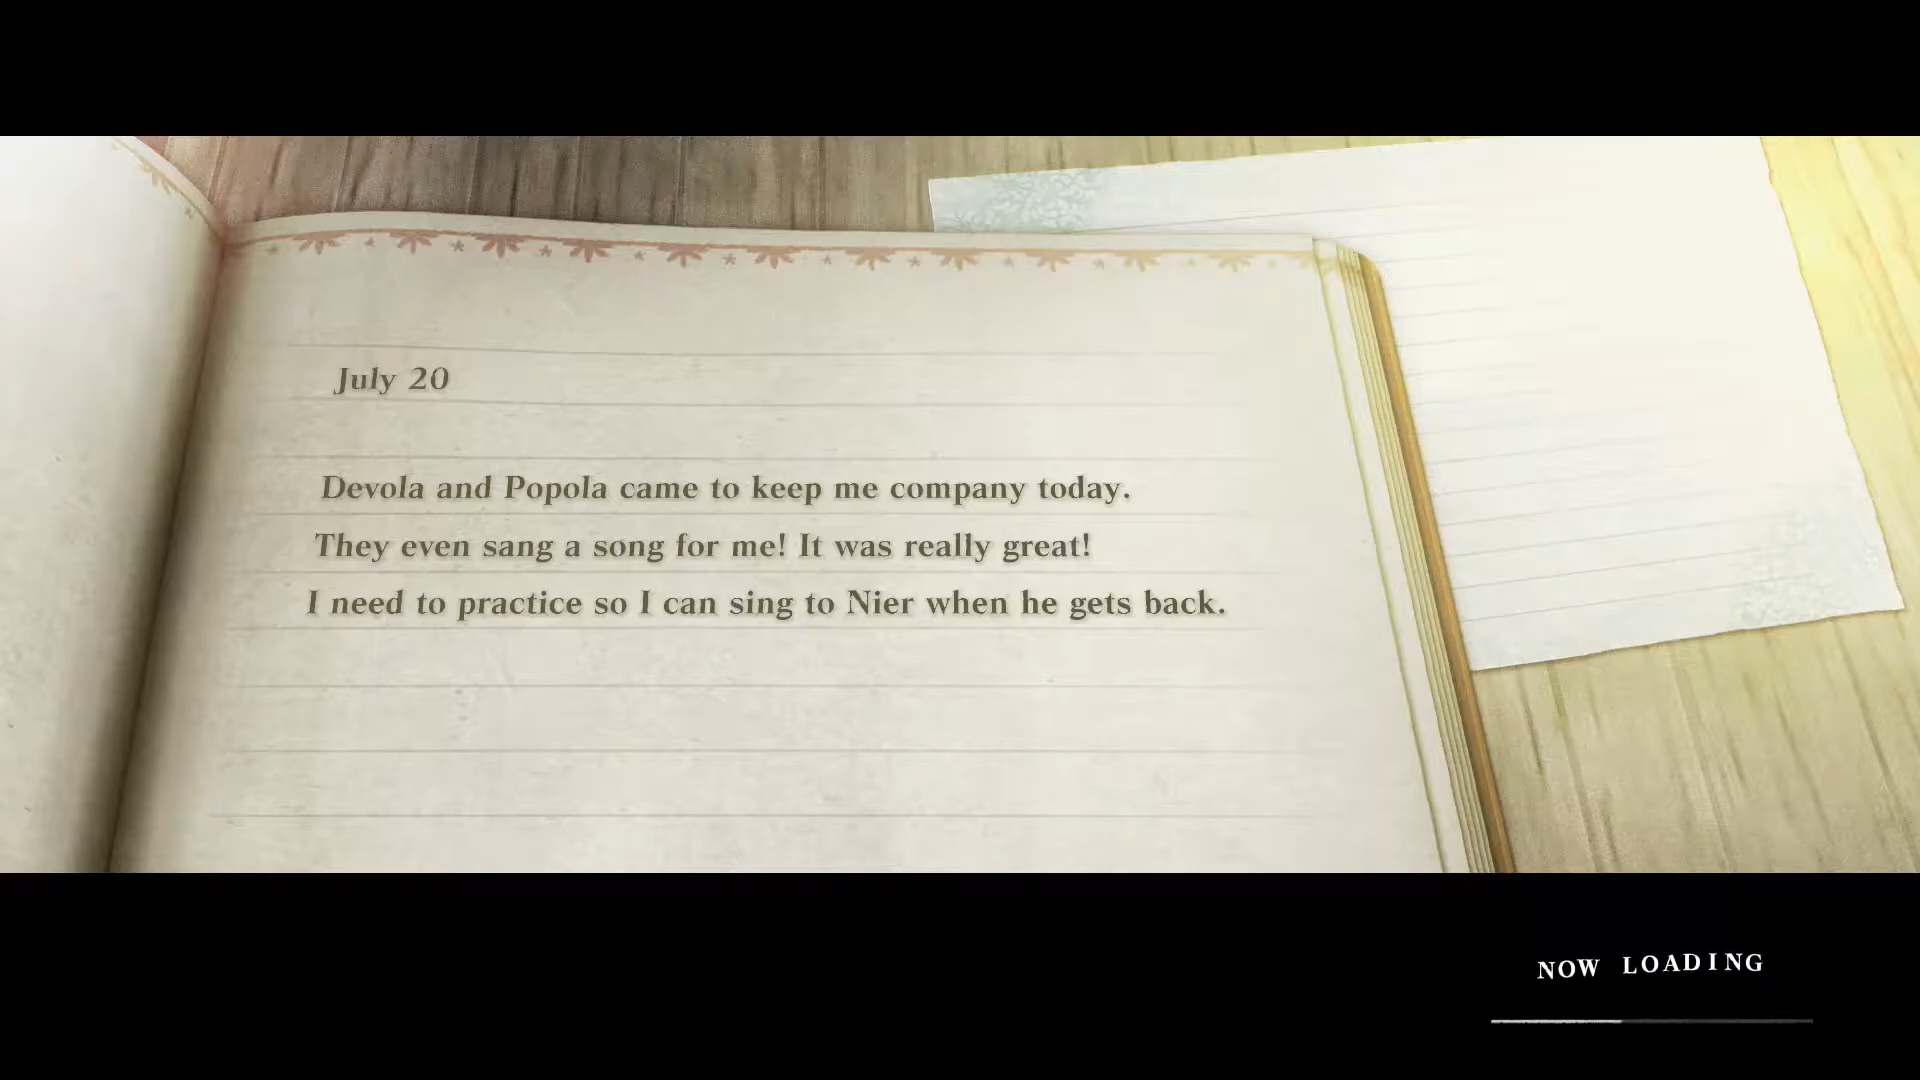 July 20
Devola and Popola came to keep me company today.
They even sang a song for me! It was really great!
I need to practice so I can sing to Nier when he gets back.
NOW LOADING